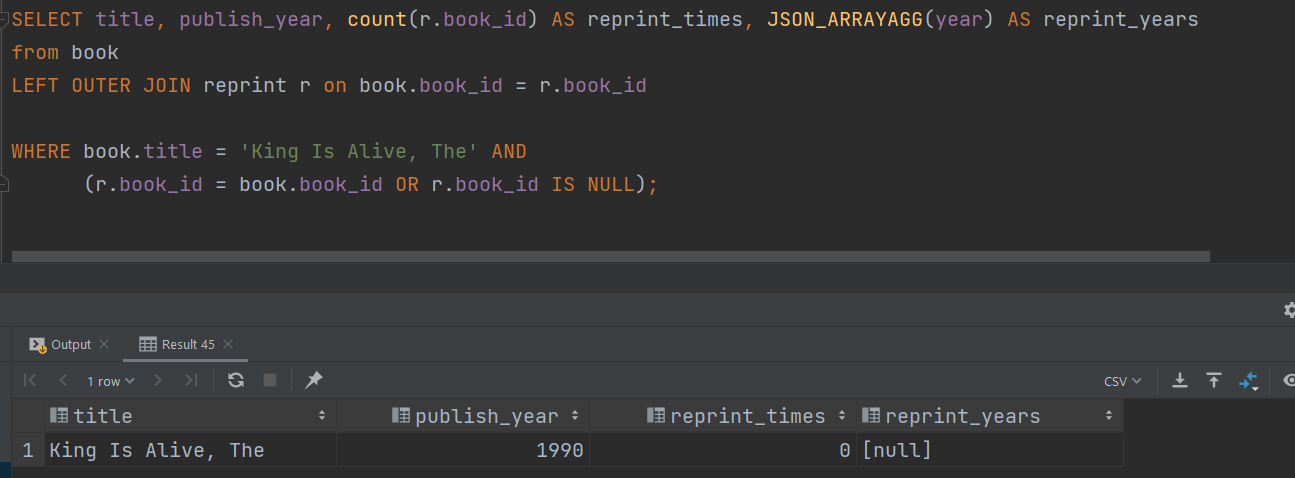 SELECT title, publish_year, count(r.book_id) AS reprint_times, JSON_ARRAYAGG(year) AS reprint_years
from book
LEFT OUTER JOIN reprint r on book.book_id = r.book_id
WHERE book.title = 'King Is Alive, The' AND
(r.book_id = book.book_id OR r.book_id IS NULL);
Output Result 45
1 row CSV
title publish_year reprint_times reprint_years
1 King Is Alive, The 1990 0 [null]